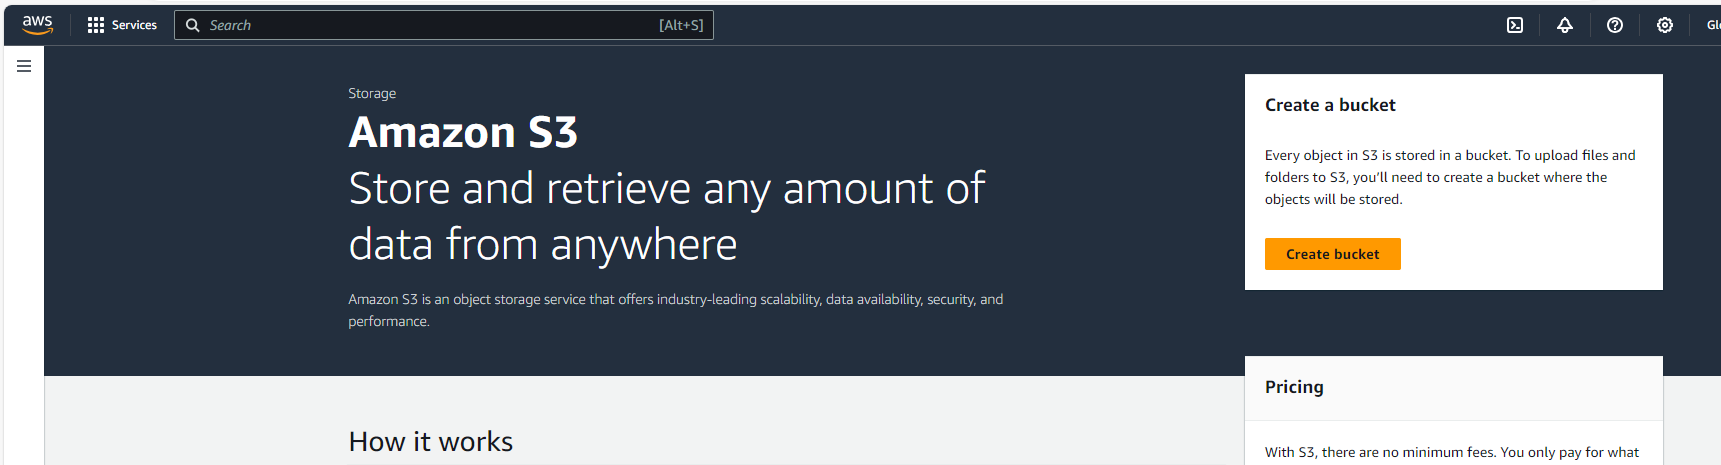 aws
Services
Search
[Alt+S]
Storage
Amazon S3
Store and retrieve any amount of
data from anywhere
Amazon S3 is an object storage service that offers industry-leading scalability, data availability, security, and
performance.
Create a bucket
Every object in S3 is stored in a bucket. To upload files and
folders to S3, you’ll need to create a bucket where the
objects will be stored.
Create bucket
Pricing
With S3, there are no minimum fees. You only pay for what
How it works